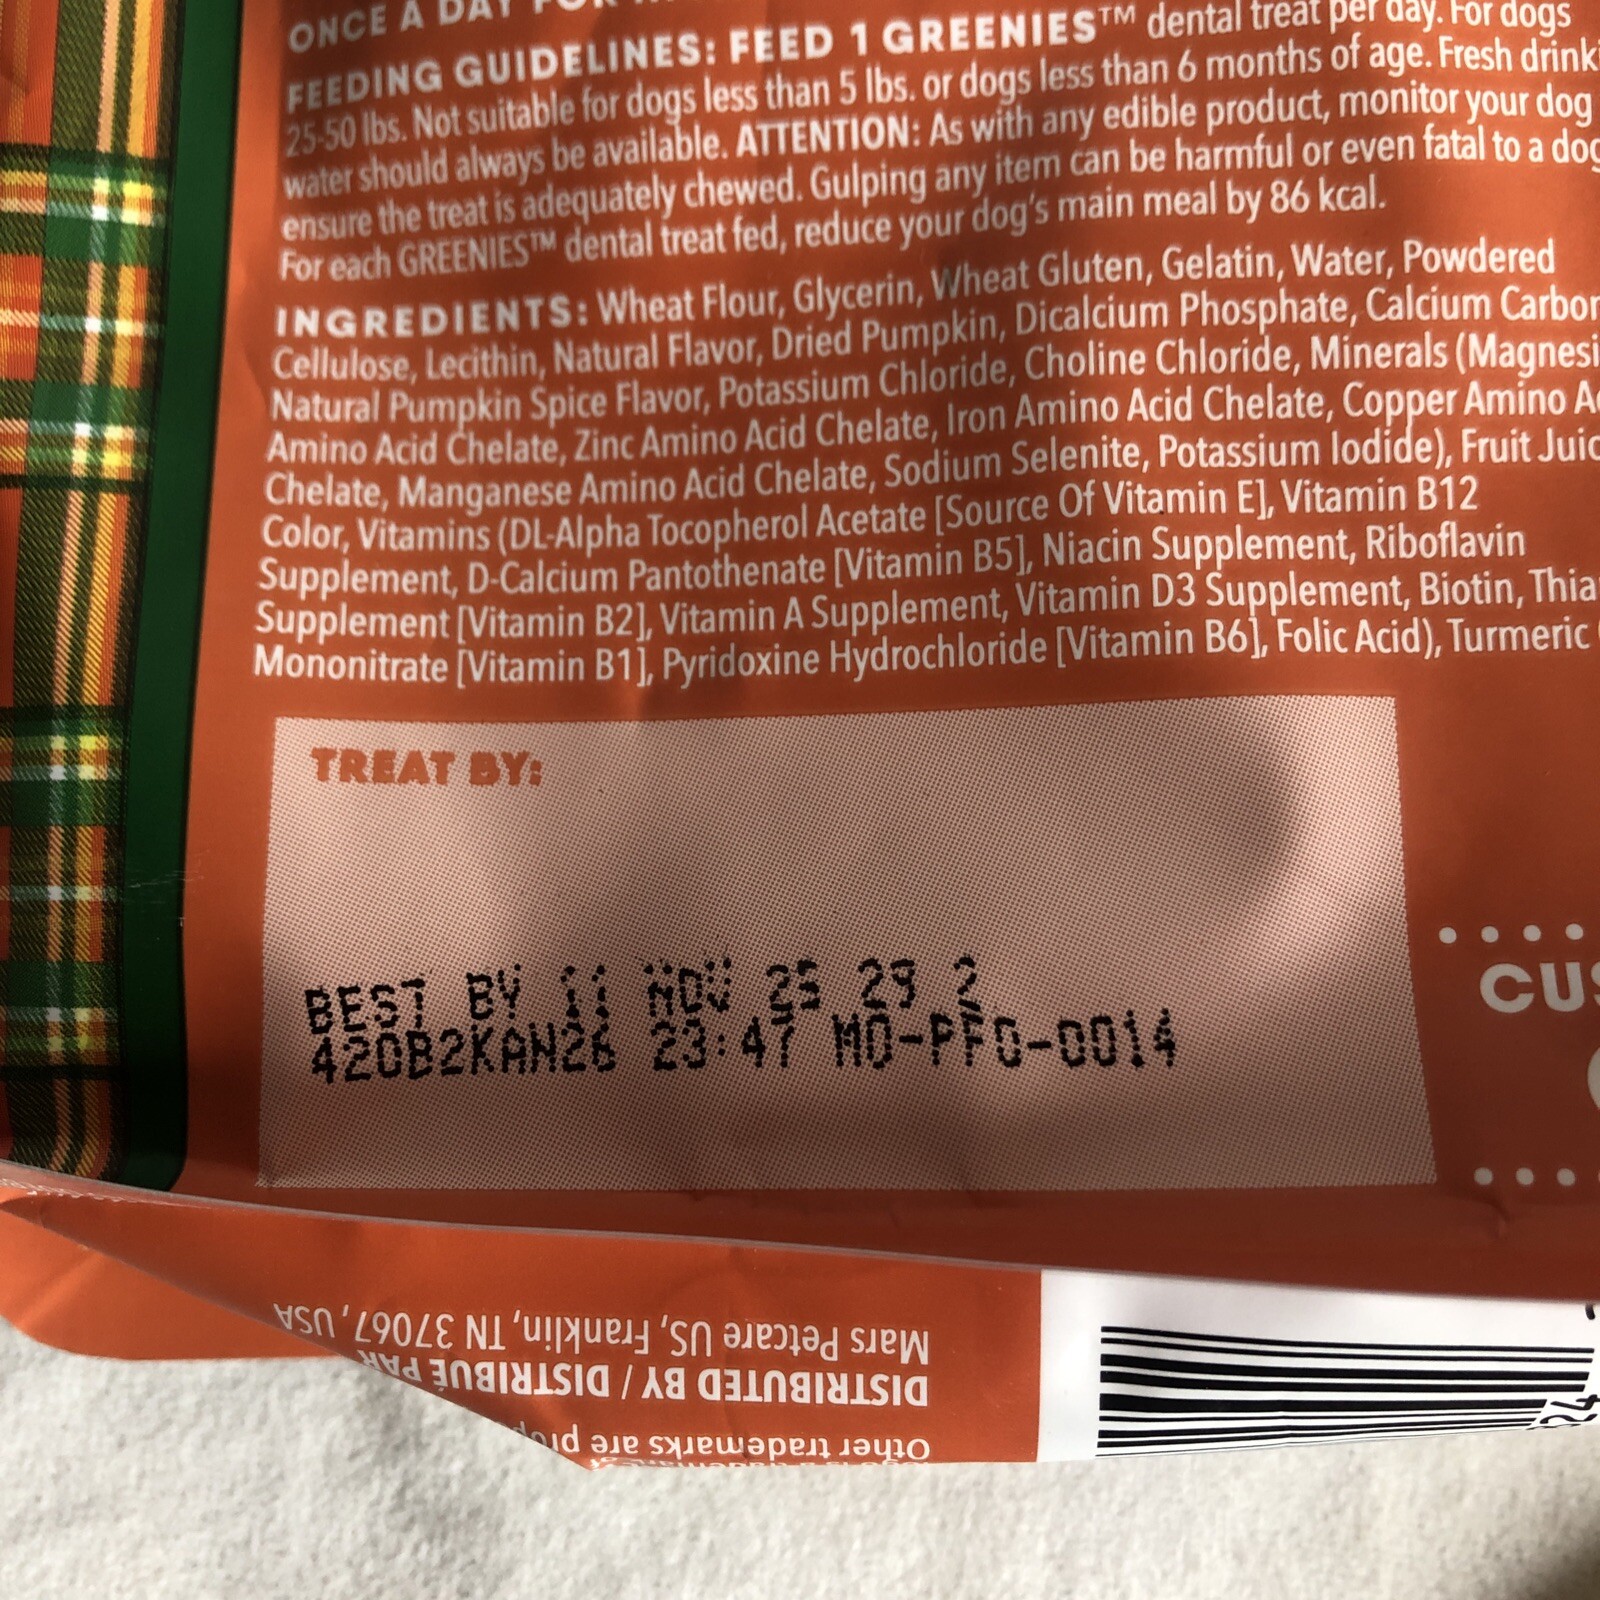 ONCE A DAY
FEEDING GUIDELINES: FEED 1 GREENIES™ dental treat per day. For dogs
25-50 lbs. Not suitable for dogs less than 5 lbs. or dogs less than 6 months of age. Fresh drinki
water should always be available. ATTENTION: As with any edible product, monitor your dog
ensure the treat is adequately chewed. Gulping any item can be harmful or even fatal to a dog
For each GREENIES™ dental treat fed, reduce your dog's main meal by 86 kcal.
INGREDIENTS: Wheat Flour, Glycerin, Wheat Gluten, Gelatin, Water, Powdered
Cellulose, Lecithin, Natural Flavor, Dried Pumpkin, Dicalcium Phosphate, Calcium Carbon
Natural Pumpkin Spice Flavor, Potassium Chloride, Choline Chloride, Minerals (Magnesi
Amino Acid Chelate, Zinc Amino Acid Chelate, Iron Amino Acid Chelate, Copper Amino Ac
Chelate, Manganese Amino Acid Chelate, Sodium Selenite, Potassium Iodide), Fruit Juic
Color, Vitamins (DL-Alpha Tocopherol Acetate [Source Of Vitamin E], Vitamin B12
Supplement, D-Calcium Pantothenate [Vitamin B5], Niacin Supplement, Riboflavin
Supplement [Vitamin B2], Vitamin A Supplement, Vitamin D3 Supplement, Biotin, Thia
Mononitrate [Vitamin B1], Pyridoxine Hydrochloride [Vitamin B6], Folic Acid), Turmeric
TREAT BY:
BEST BY 11 NOV 25 29 2
420B2KAN26 23:47 MO-PFO-0014
CUS
Mars Petcare US, Franklin, TN 37067, USA
DISTRIBUTED BY / DISTRIBUÉ PAR
Other trademarks are